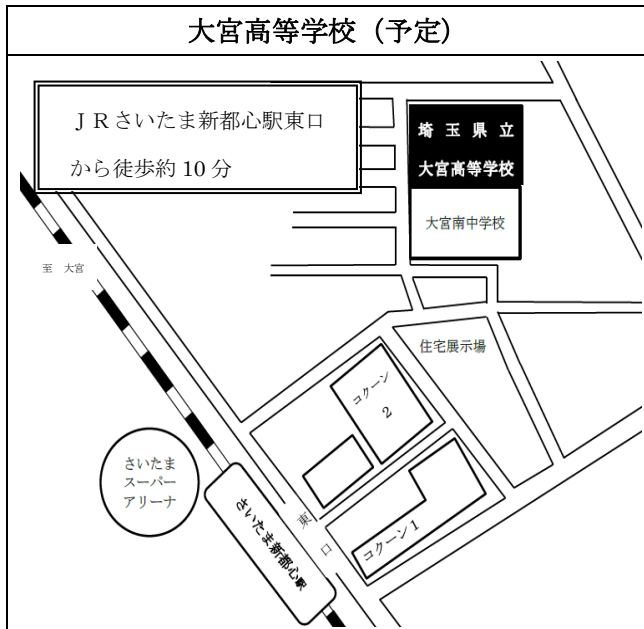 大宮高等学校（予定）
ＪＲさいたま新都心駅東口
から徒歩約 10 分
埼玉県立
大宮高等学校
大宮南中学校
至　大宮
住宅展示場
コクーン
2
さいたま
スーパー
アリーナ
さいたま新都心駅
東口
コクーン 1